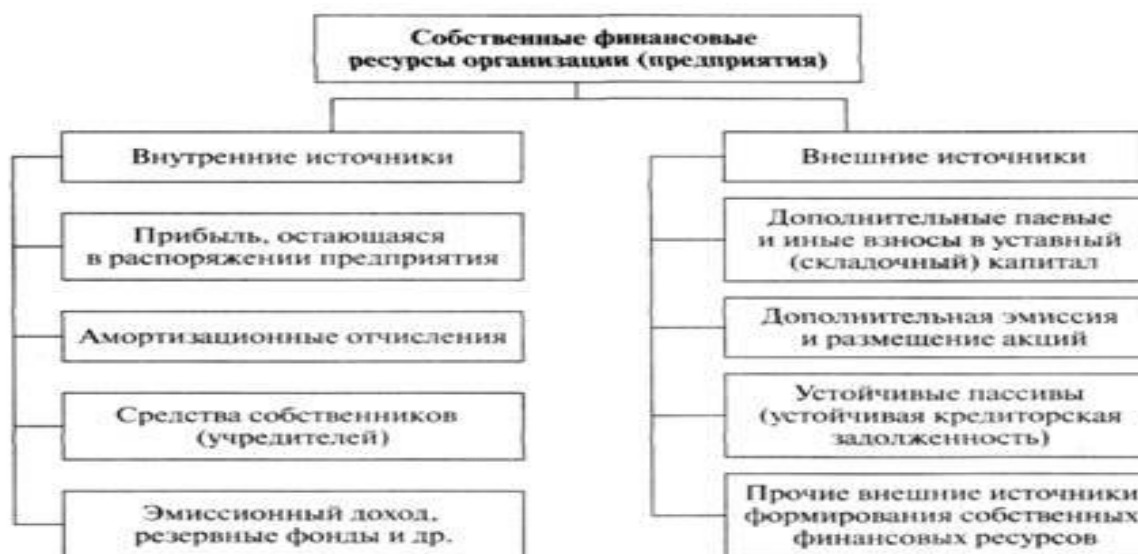 Собственные финансовые
ресурсы организации (предприятия)
Внутренние источники
Прибыль, остающаяся
в распоряжении предприятия
Амортизационные отчисления
Средства собственников
(учредителей)
Эмиссионный доход,
резервные фонды и др.
Внешние источники
Дополнительные паевые
и иные взносы в уставный
(складочный) капитал
Дополнительная эмиссия
и размещение акций
Устойчивые пассивы
(устойчивая кредиторская
задолженность)
Прочие внешние источники
формирования собственных
финансовых ресурсов